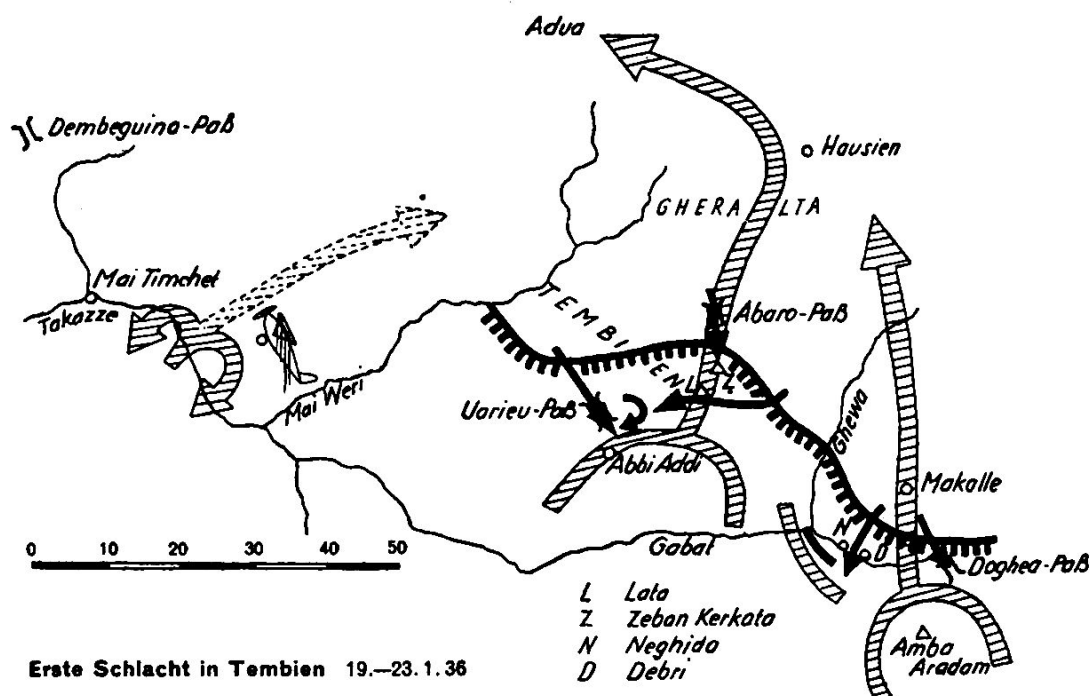 Adua
Dembeguina-Paß
Hausien
GHERALTA
Mai Timchet
Takazze
TEMBIEN
Abaro-Paß
L Z
Mai Weri
Uarieu-Paß
Ghewa
Abbi Addi
Makalle
N
D
0 10 20 30 40 50
Gabat
Doghea-Paß
L Lata
Z Zeban Kerkata
N Neghida
D Debri
Amba
Aradam
Erste Schlacht in Tembien 19.—23.1.36